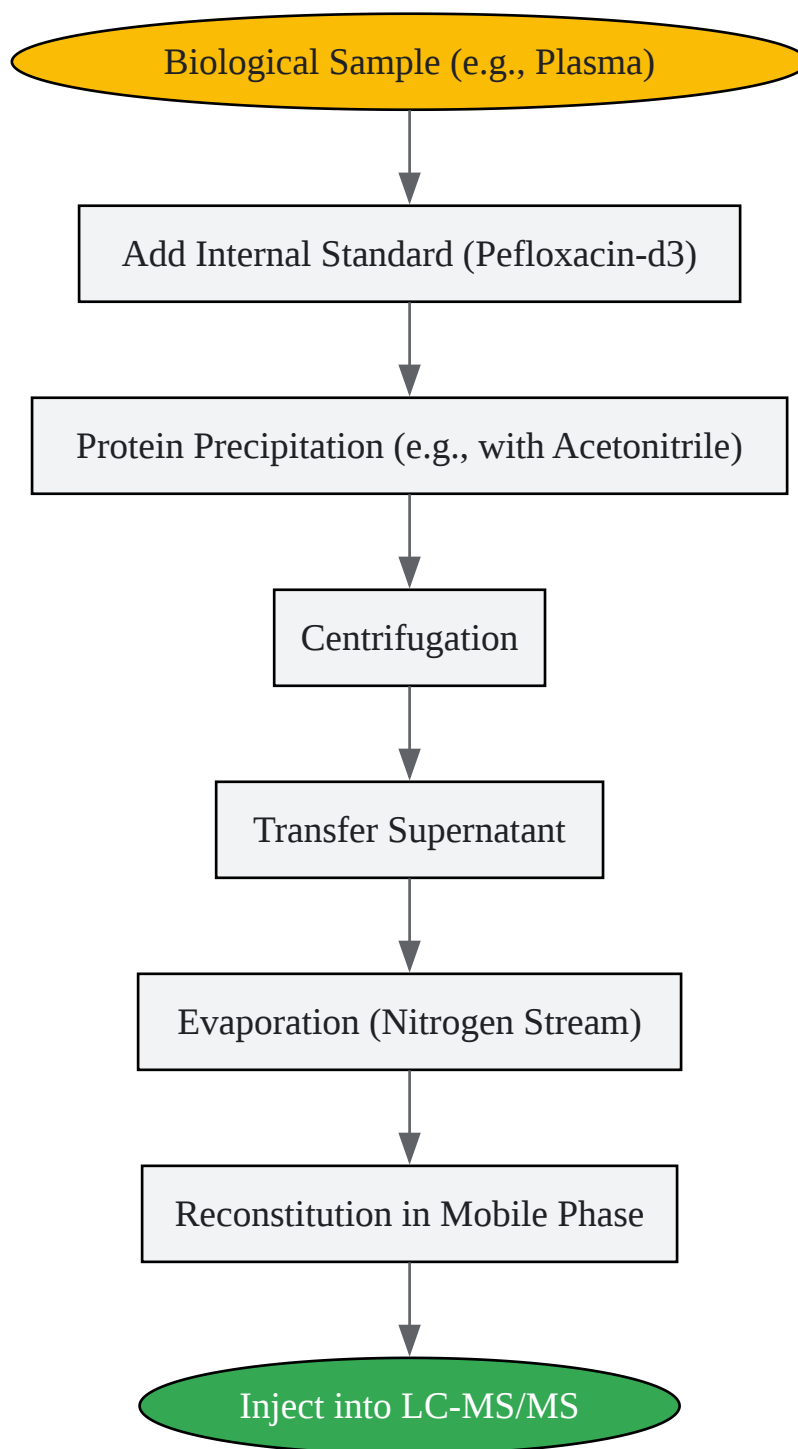 Biological Sample (e.g., Plasma)
Add Internal Standard (Pefloxacin-d3)
Protein Precipitation (e.g., with Acetonitrile)
Centrifugation
Transfer Supernatant
Evaporation (Nitrogen Stream)
Reconstitution in Mobile Phase
Inject into LC-MS/MS